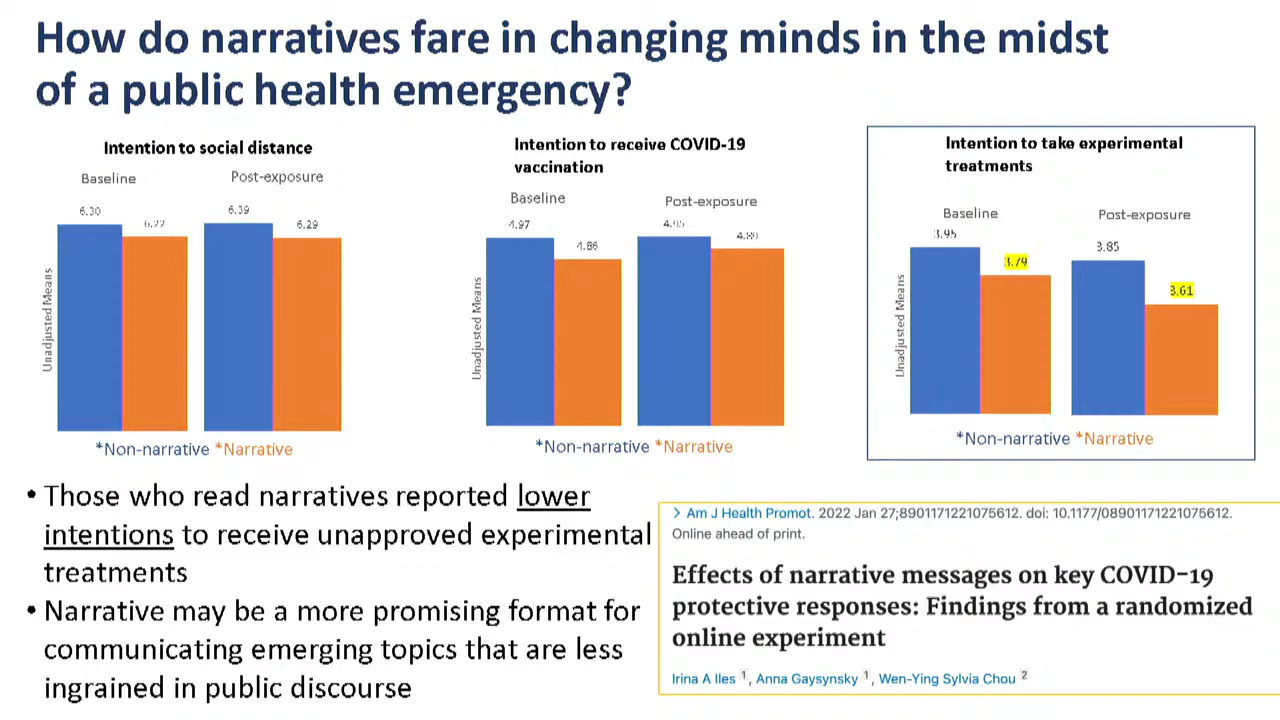 How do narratives fare in changing minds in the midst
of a public health emergency?
Intention to social distance
Baseline
Post-exposure
6.30
6.39
6.29
Unadjusted Means
*Non-narrative *Narrative
Intention to receive COVID-19
vaccination
Baseline
Post-exposure
4.97
4.86
Unadjusted Means
*Non-narrative *Narrative
Intention to take experimental
treatments
Baseline
Post-exposure
3.95
3.79
3.85
3.61
Unadjusted Means
*Non-narrative *Narrative
• Those who read narratives reported lower
intentions to receive unapproved experimental
treatments
• Narrative may be a more promising format for
communicating emerging topics that are less
ingrained in public discourse
> Am J Health Promot. 2022 Jan 27;8901171221075612. doi: 10.1177/08901171221075612.
Online ahead of print.
Effects of narrative messages on key COVID-19
protective responses: Findings from a randomized
online experiment
Irina A Iles 1, Anna Gaysynsky 1, Wen-Ying Sylvia Chou 2